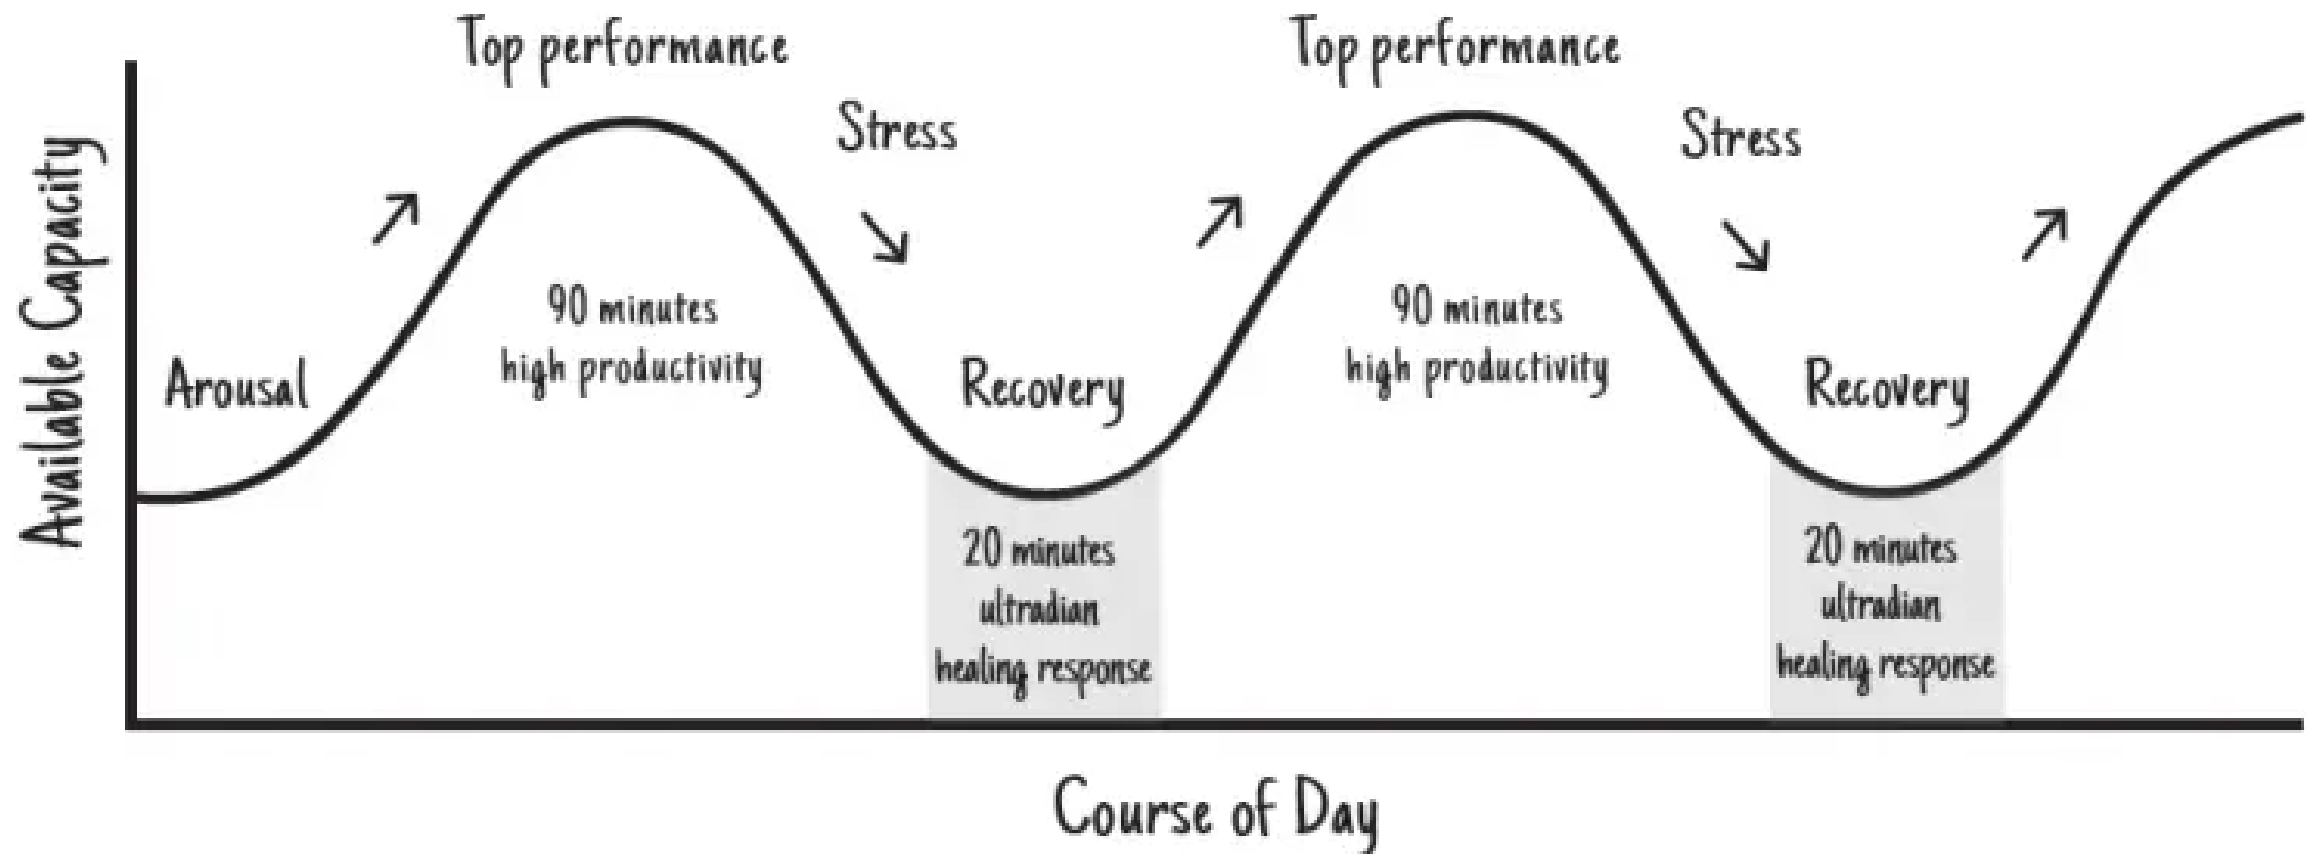 Top performance
Top performance
Stress
Stress
Available Capacity
90 minutes
high productivity
90 minutes
high productivity
Arousal
Recovery
Recovery
20 minutes
ultradian
healing response
20 minutes
ultradian
healing response
Course of Day